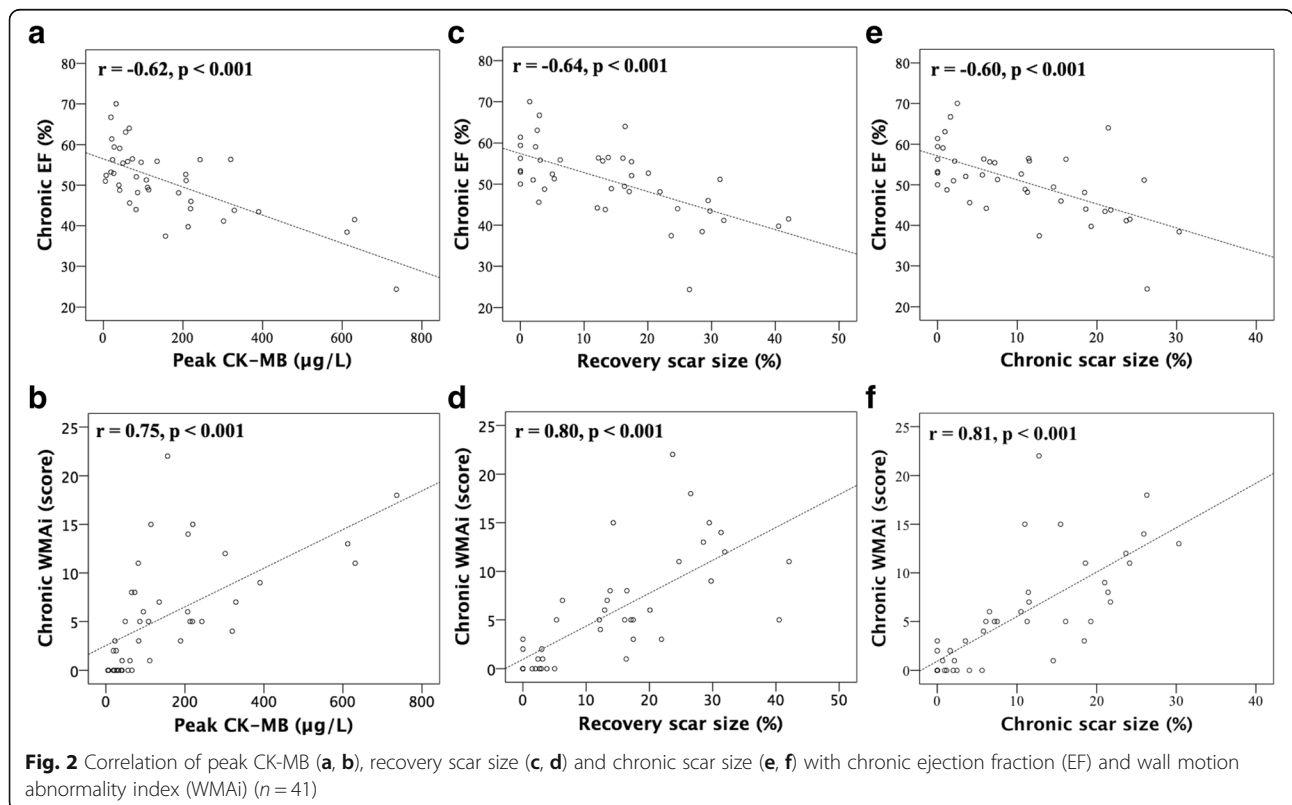 a
r = -0.62, p < 0.001
Chronic EF (%)
80
70
60
50
40
30
20
0 200 400 600 800
Peak CK-MB (µg/L)
c
r = -0.64, p < 0.001
Chronic EF (%)
80
70
60
50
40
30
20
0 10 20 30 40 50
Recovery scar size (%)
e
r = -0.60, p < 0.001
Chronic EF (%)
80
70
60
50
40
30
20
0 10 20 30 40
Chronic scar size (%)
b
r = 0.75, p < 0.001
Chronic WMAi (score)
25
20
15
10
5
0
0 200 400 600 800
Peak CK-MB (µg/L)
d
r = 0.80, p < 0.001
Chronic WMAi (score)
25
20
15
10
5
0
0 10 20 30 40 50
Recovery scar size (%)
f
r = 0.81, p < 0.001
Chronic WMAi (score)
25
20
15
10
5
0
0 10 20 30 40
Chronic scar size (%)
Fig. 2 Correlation of peak CK-MB (a, b), recovery scar size (c, d) and chronic scar size (e, f) with chronic ejection fraction (EF) and wall motion
abnormality index (WMAi) (n = 41)